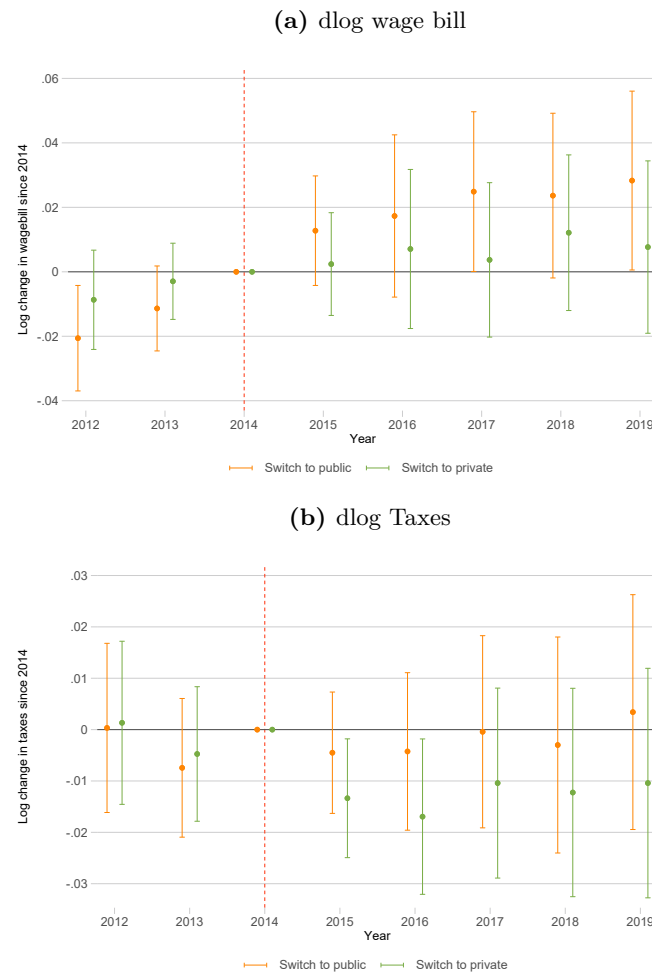 (a) dlog wage bill
Log change in wagebill since 2014
.06
.04
.02
0
-.02
-.04
2012 2013 2014 2015 2016 2017 2018 2019
Year
Switch to public Switch to private
(b) dlog Taxes
Log change in taxes since 2014
.03
.02
.01
0
-.01
-.02
-.03
2012 2013 2014 2015 2016 2017 2018 2019
Year
Switch to public Switch to private